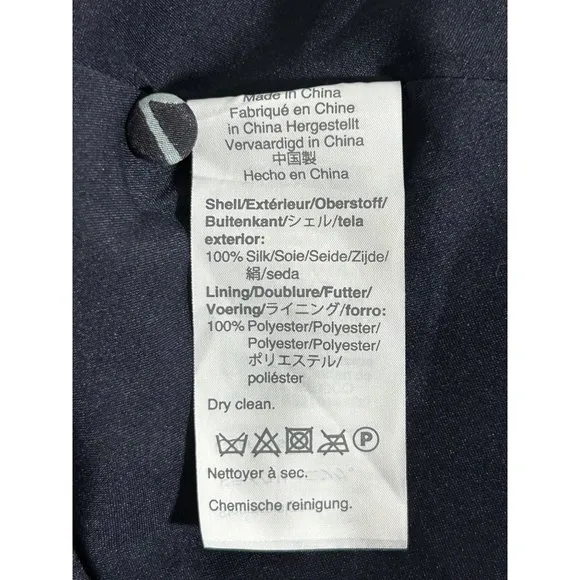 Made in China
Fabriqué en Chine
in China Hergestellt
Vervaardigd in China
中国製
Hecho en China
Shell/Extérieur/Oberstoff/
Buitenkant/シェル/tela
exterior:
100% Silk/Soie/Seide/Zijde/
絹/seda
Lining/Doublure/Futter/
Voering/ライニング/forro:
100% Polyester/Polyester/
Polyester/Polyester/
ポリエステル/
poliéster
Dry clean.
P
Nettoyer à sec.
Chemische reinigung.